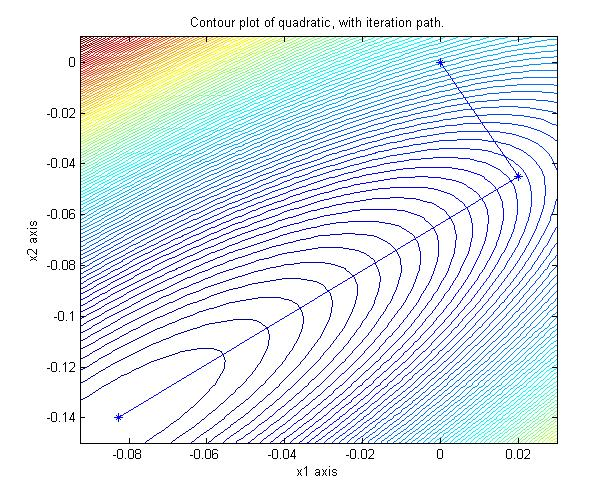 Contour plot of quadratic, with iteration path.
0
-0.02
-0.04
-0.06
-0.08
-0.1
-0.12
-0.14
x2 axis
-0.08 -0.06 -0.04 -0.02 0 0.02
x1 axis